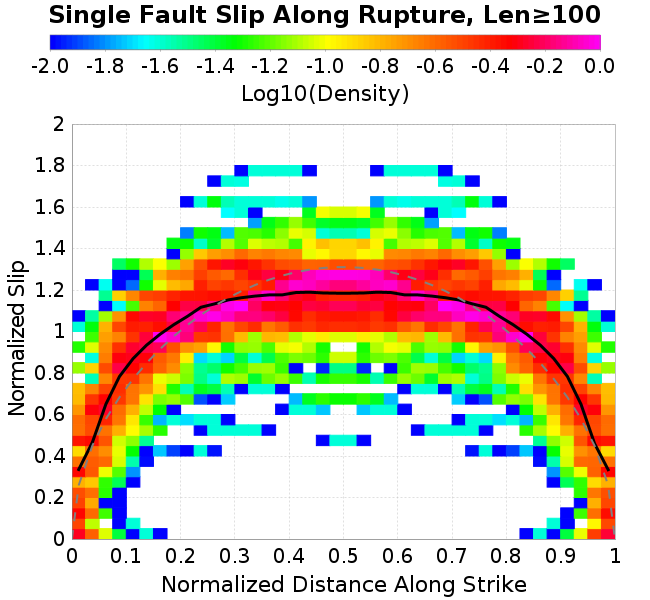 Single Fault Slip Along Rupture, Len≥100
-2.0 -1.8 -1.6 -1.4 -1.2 -1.0 -0.8 -0.6 -0.4 -0.2 0.0
Log10(Density)
2
1.8
1.6
1.4
1.2
1
0.8
0.6
0.4
0.2
0
Normalized Slip
0 0.1 0.2 0.3 0.4 0.5 0.6 0.7 0.8 0.9 1
Normalized Distance Along Strike